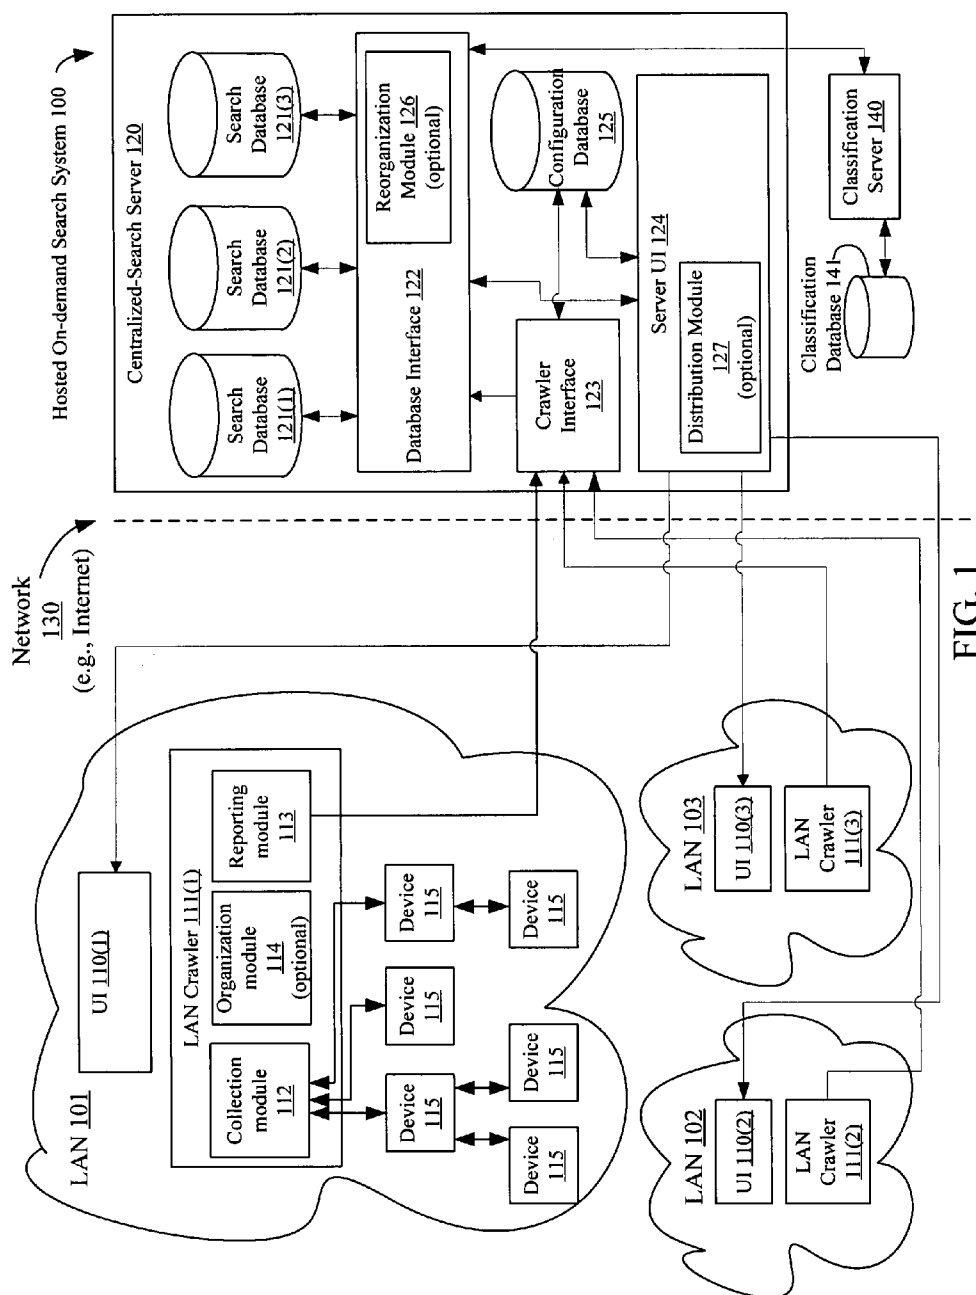 Hosted On-demand Search System 100
Network
130
(e.g., Internet)
Centralized-Search Server 120
Search
Database
121(1)
Search
Database
121(2)
Search
Database
121(3)
Database Interface 122
Reorganization
Module 126
(optional)
Crawler
Interface
123
Configuration
Database
125
Server UI 124
Distribution Module
127
(optional)
Classification
Database 141
Classification
Server 140
LAN 101
UI 110(1)
LAN Crawler 111(1)
Collection
module
112
Organization
module
114
(optional)
Reporting
module
113
Device
115
Device
115
Device
115
Device
115
Device
115
Device
115
LAN 102
UI 110(2)
LAN
Crawler
111(2)
LAN 103
UI 110(3)
LAN
Crawler
111(3)
FIG. 1